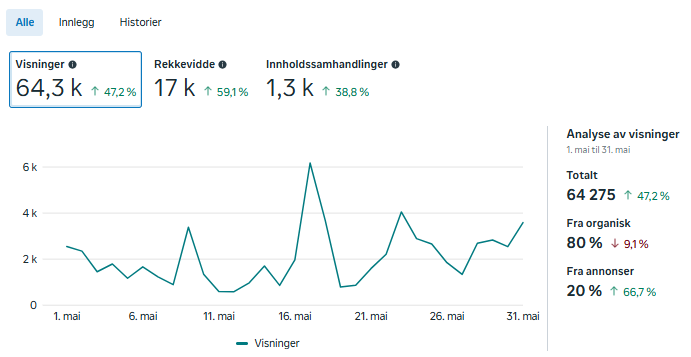 Alle Innlegg Historier
Visninger Rekkevidde Innholdssamhandlinger
64,3 k ↑ 47,2 % 17 k ↑ 59,1 % 1,3 k ↑ 38,8 %
Analyse av visninger
1. mai til 31. mai
Totalt
64 275 ↑ 47,2 %
Fra organisk
80 % ↓ 9,1 %
Fra annonser
20 % ↑ 66,7 %
6 k
4 k
2 k
0
1. mai 6. mai 11. mai 16. mai 21. mai 26. mai 31. mai
Visninger